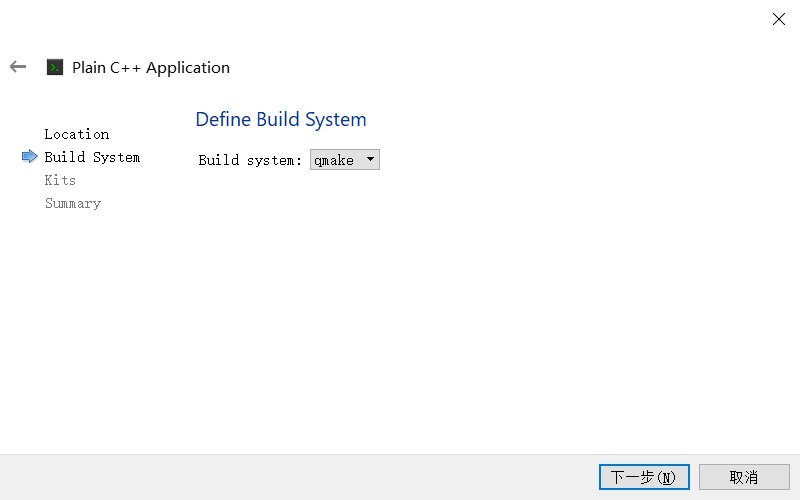 Plain C++ Application
Location
Build System
Kits
Summary
Define Build System
Build system: qmake
下一步(N) 取消